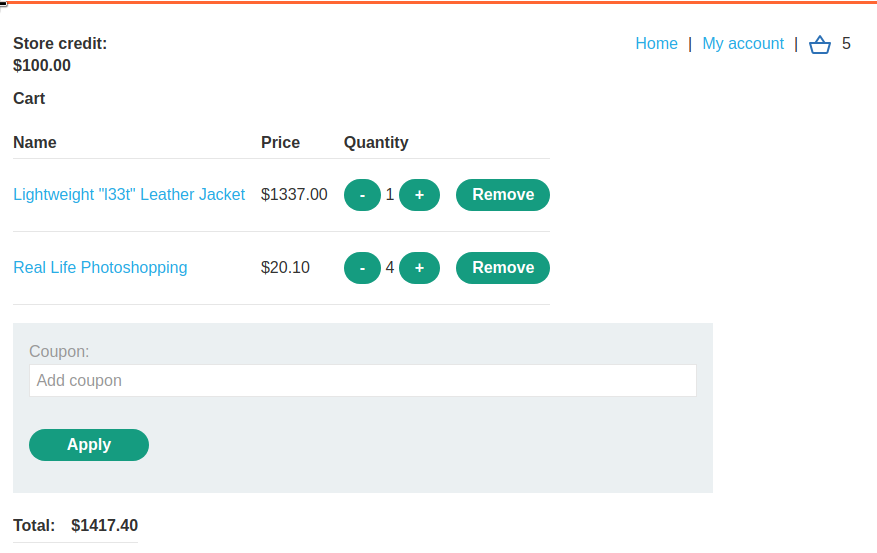 Store credit:
$100.00
Home | My account | 5
Cart
Name Price Quantity
Lightweight "l33t" Leather Jacket $1337.00 - 1 + Remove
Real Life Photoshopping $20.10 - 4 + Remove
Coupon:
Add coupon
Apply
Total: $1417.40